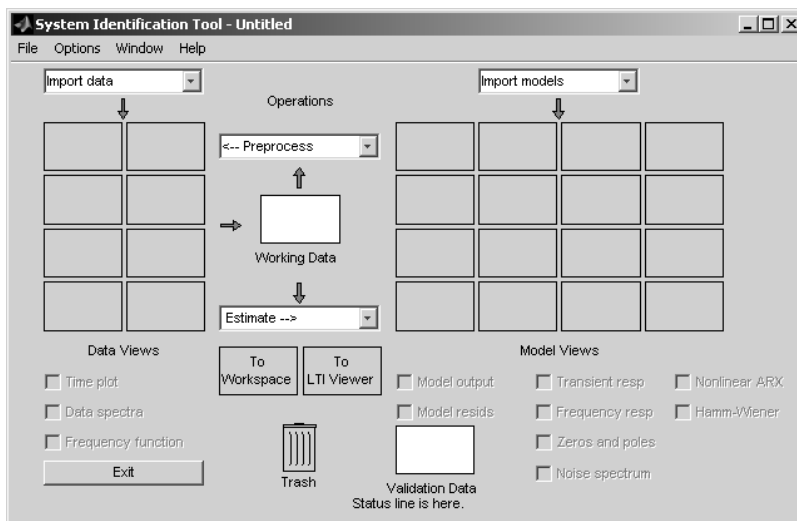 System Identification Tool - Untitled
File Options Window Help
Import data
Import models
Operations
<-- Preprocess
Working Data
Estimate -->
Data Views
Model Views
To Workspace
To LTI Viewer
Time plot
Data spectra
Frequency function
Model output
Model resids
Transient resp
Frequency resp
Zeros and poles
Noise spectrum
Nonlinear ARX
Hamm-Wiener
Exit
Trash
Validation Data
Status line is here.